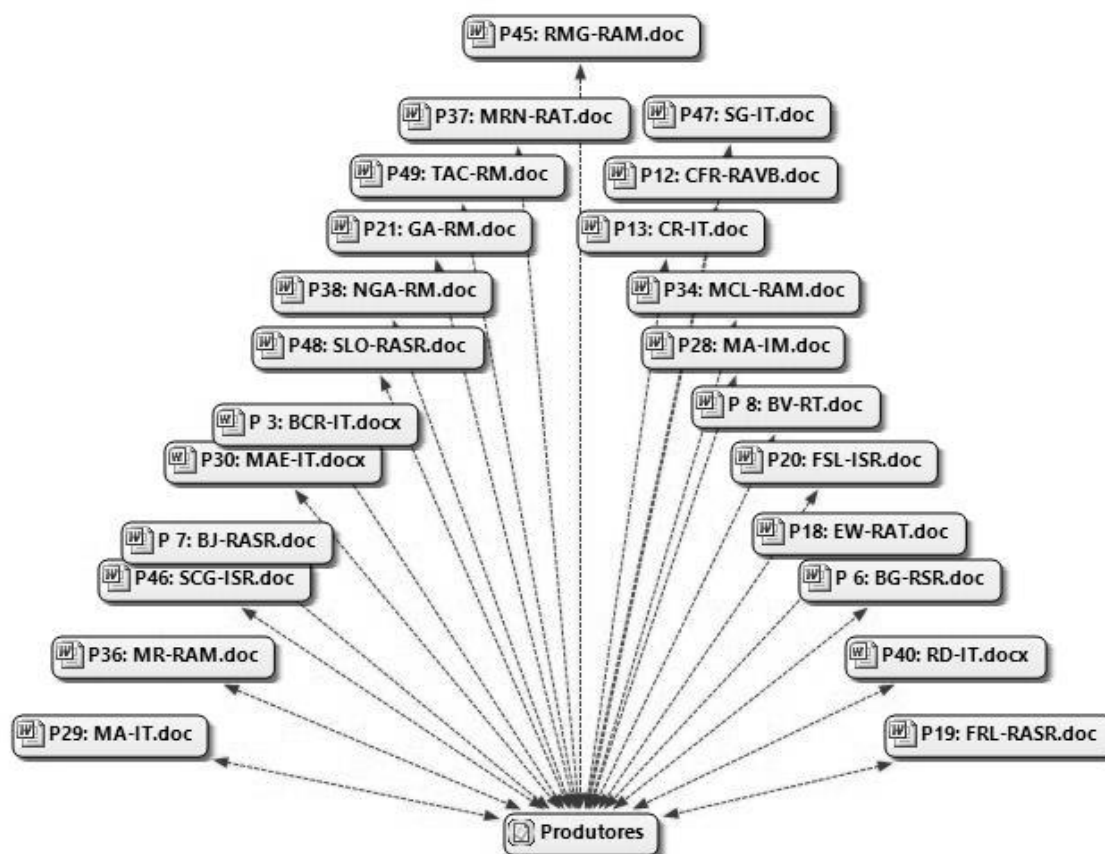 P45: RMG-RAM.doc
P37: MRN-RAT.doc
P47: SG-IT.doc
P49: TAC-RM.doc
P12: CFR-RAVB.doc
P21: GA-RM.doc
P13: CR-IT.doc
P38: NGA-RM.doc
P34: MCL-RAM.doc
P48: SLO-RASR.doc
P28: MA-IM.doc
P 8: BV-RT.doc
P 3: BCR-IT.docx
P30: MAE-IT.docx
P20: FSL-ISR.doc
P18: EW-RAT.doc
P 7: BJ-RASR.doc
P46: SCG-ISR.doc
P 6: BG-RSR.doc
P36: MR-RAM.doc
P40: RD-IT.docx
P29: MA-IT.doc
P19: FRL-RASR.doc
Produtores